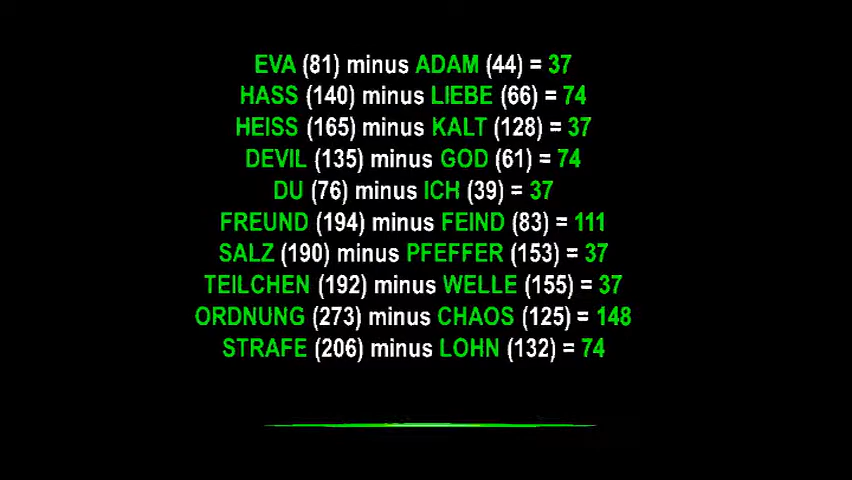 EVA (81) minus ADAM (44) = 37
HASS (140) minus LIEBE (66) = 74
HEISS (165) minus KALT (128) = 37
DEVIL (135) minus GOD (61) = 74
DU (76) minus ICH (39) = 37
FREUND (194) minus FEIND (83) = 111
SALZ (190) minus PFEFFER (153) = 37
TEILCHEN (192) minus WELLE (155) = 37
ORDNUNG (273) minus CHAOS (125) = 148
STRAFE (206) minus LOHN (132) = 74